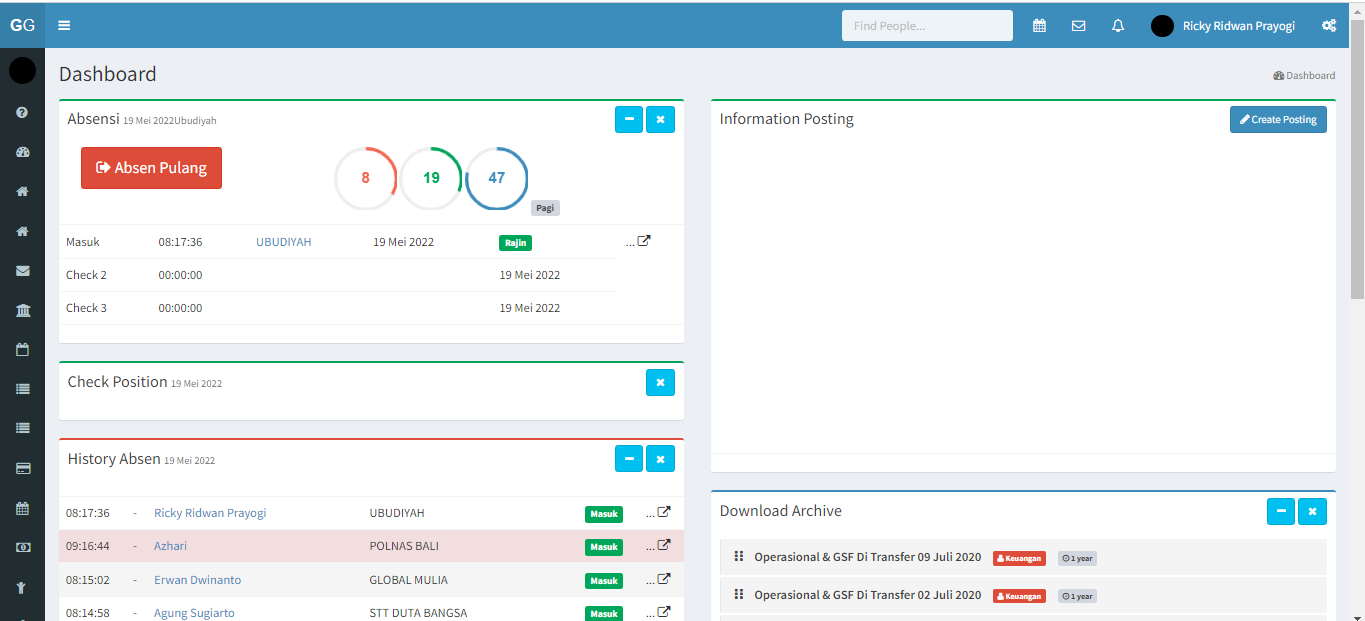 GG
Find People...
Ricky Ridwan Prayogi
Dashboard
Dashboard
Absensi 19 Mei 2022Ubudiyah
Absen Pulang
8
19
47
Pagi
Masuk 08:17:36 UBUDIYAH 19 Mei 2022 Rajin ...
Check 2 00:00:00 19 Mei 2022
Check 3 00:00:00 19 Mei 2022
Check Position 19 Mei 2022
History Absen 19 Mei 2022
08:17:36 - Ricky Ridwan Prayogi UBUDIYAH Masuk ...
09:16:44 - Azhari POLNAS BALI Masuk ...
08:15:02 - Erwan Dwinanto GLOBAL MULIA Masuk ...
08:14:58 - Agung Sugiarto STT DUTA BANGSA Masuk ...
Information Posting
Create Posting
Download Archive
Operasional & GSF Di Transfer 09 Juli 2020 Keuangan 1 year
Operasional & GSF Di Transfer 02 Juli 2020 Keuangan 1 year